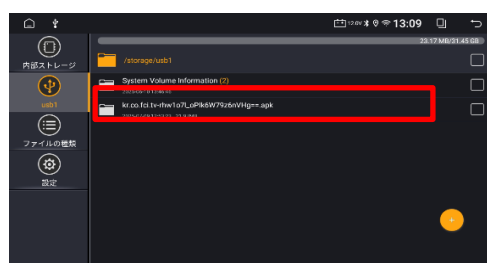 13:09
23.17 MB/31.45 GB
内部ストレージ
/storage/usb1
System Volume Information (2)
usb1
kr.co.fci.tv-rhw1o7l_oPik6W79z6nVHg==.apk
ファイルの種類
設定